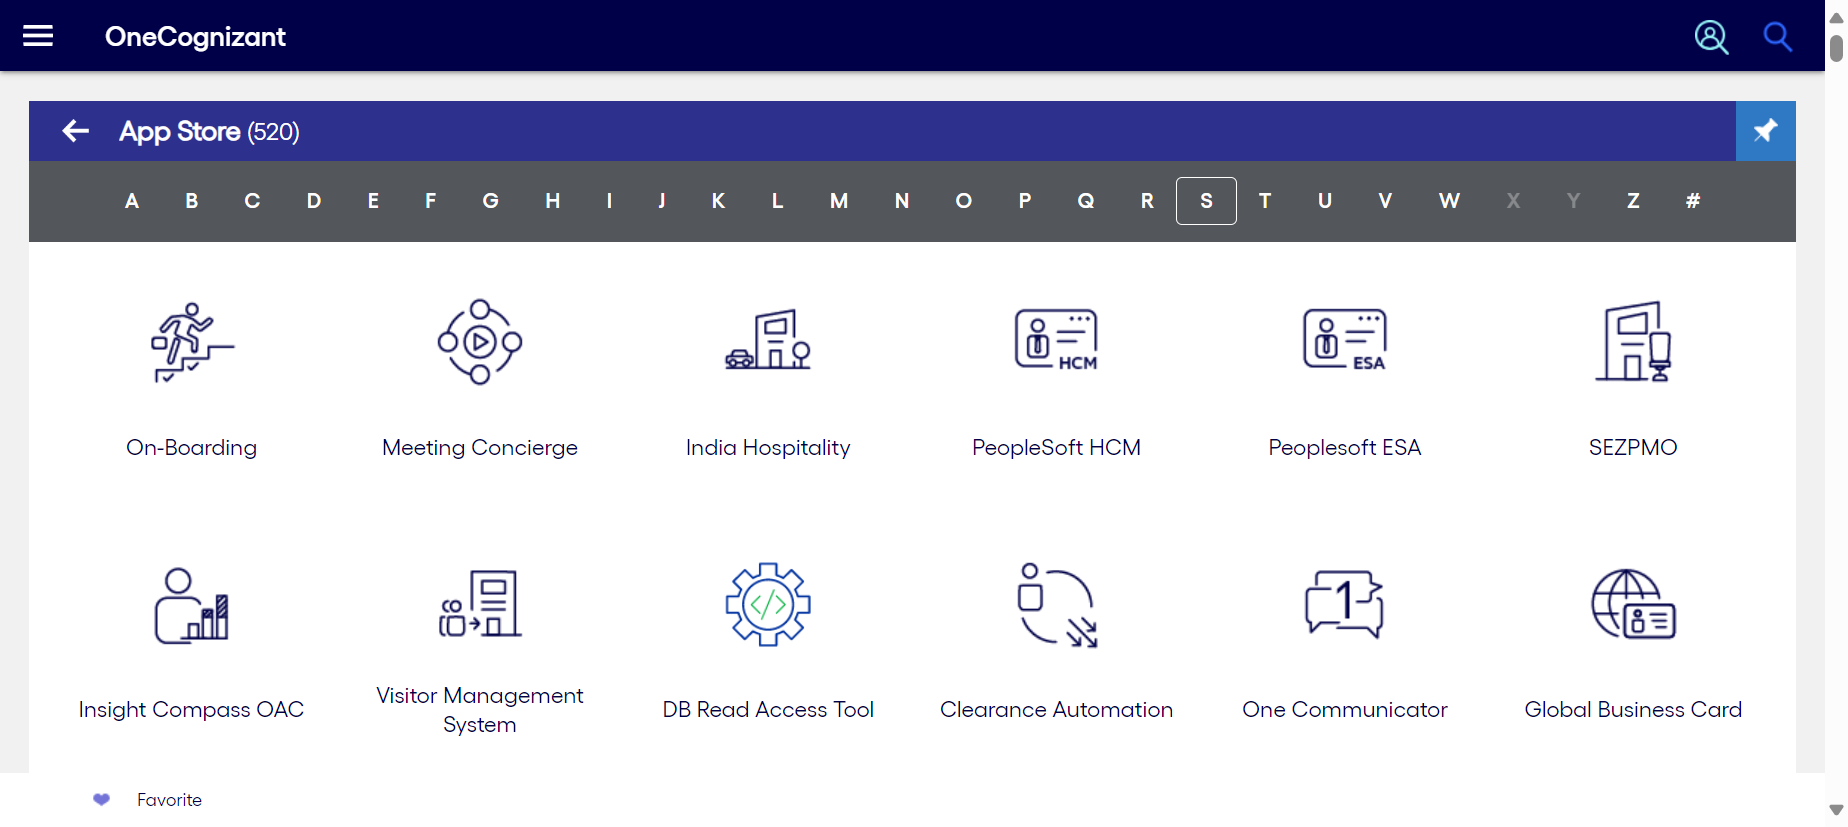 OneCognizant
App Store (520)
A B C D E F G H I J K L M N O P Q R S T U V W X Y Z #
HCM
ESA
On-Boarding
Meeting Concierge
India Hospitality
PeopleSoft HCM
Peoplesoft ESA
SEZPMO
1
Insight Compass OAC
Visitor Management
System
DB Read Access Tool
Clearance Automation
One Communicator
Global Business Card
Favorite